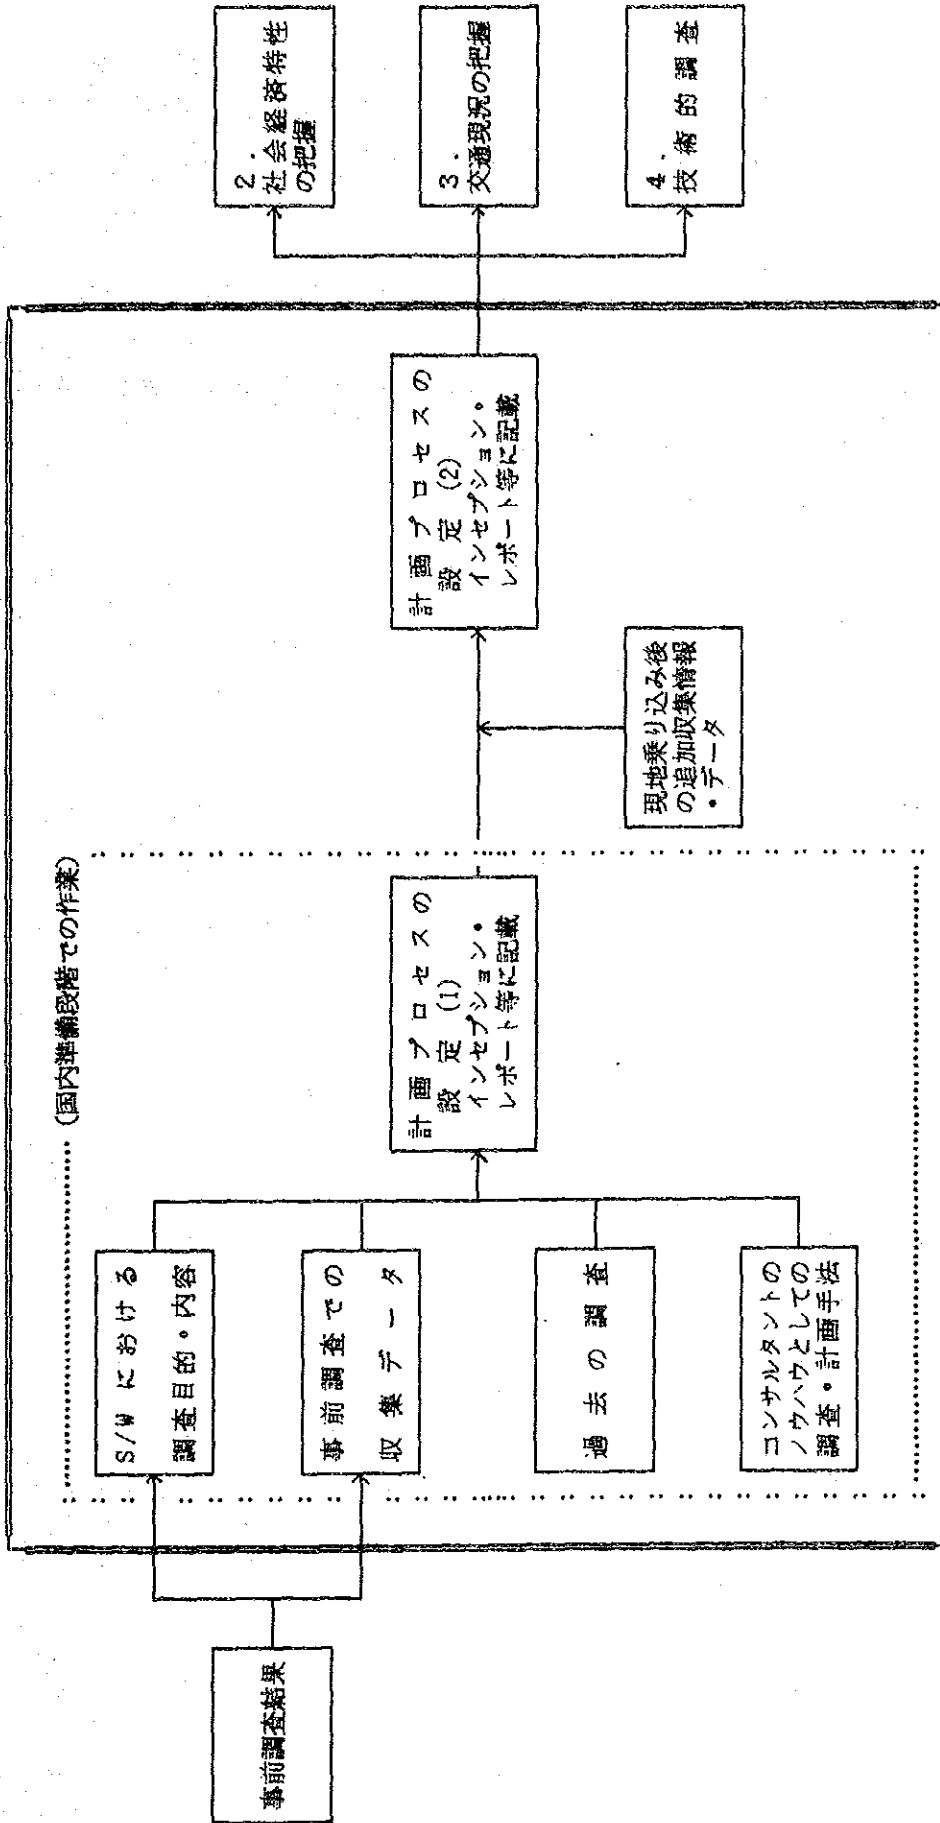 事前調査結果
(国内準備段階での作業)
S/W における
調査目的・内容
事前調査での
収集データ
過去の調査
コンサルタントの
ノウハウとしての
調査・計画手法
計画プロセスの
設定 (1)
インセプション・
レポート等に記載
現地乗り込み後
の追加収集情報
・データ
計画プロセスの
設定 (2)
インセプション・
レポート等に記載
2.
社会経済特性
の把握
3.
交通現況の把握
4.
技術的調査